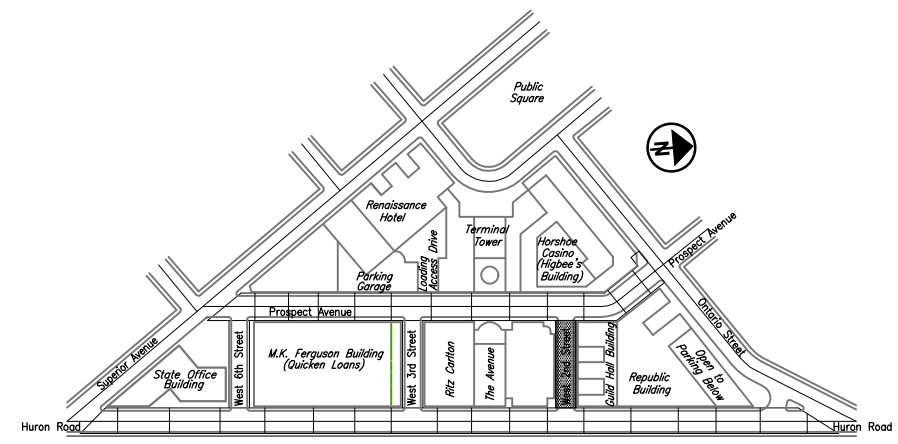 Public
Square
N
Renaissance
Hotel
Terminal
Tower
Loading
Access Drive
Horshoe
Casino
(Higbee's
Building)
Parking
Garage
Prospect Avenue
Prospect Avenue
Ontario Street
Superior Avenue
State Office
Building
West 6th Street
M.K. Ferguson Building
(Quicken Loans)
West 3rd Street
Ritz Carlton
The Avenue
West 2nd Street
Guild Hall Building
Republic
Building
Open to
Parking Below
Huron Road
Huron Road